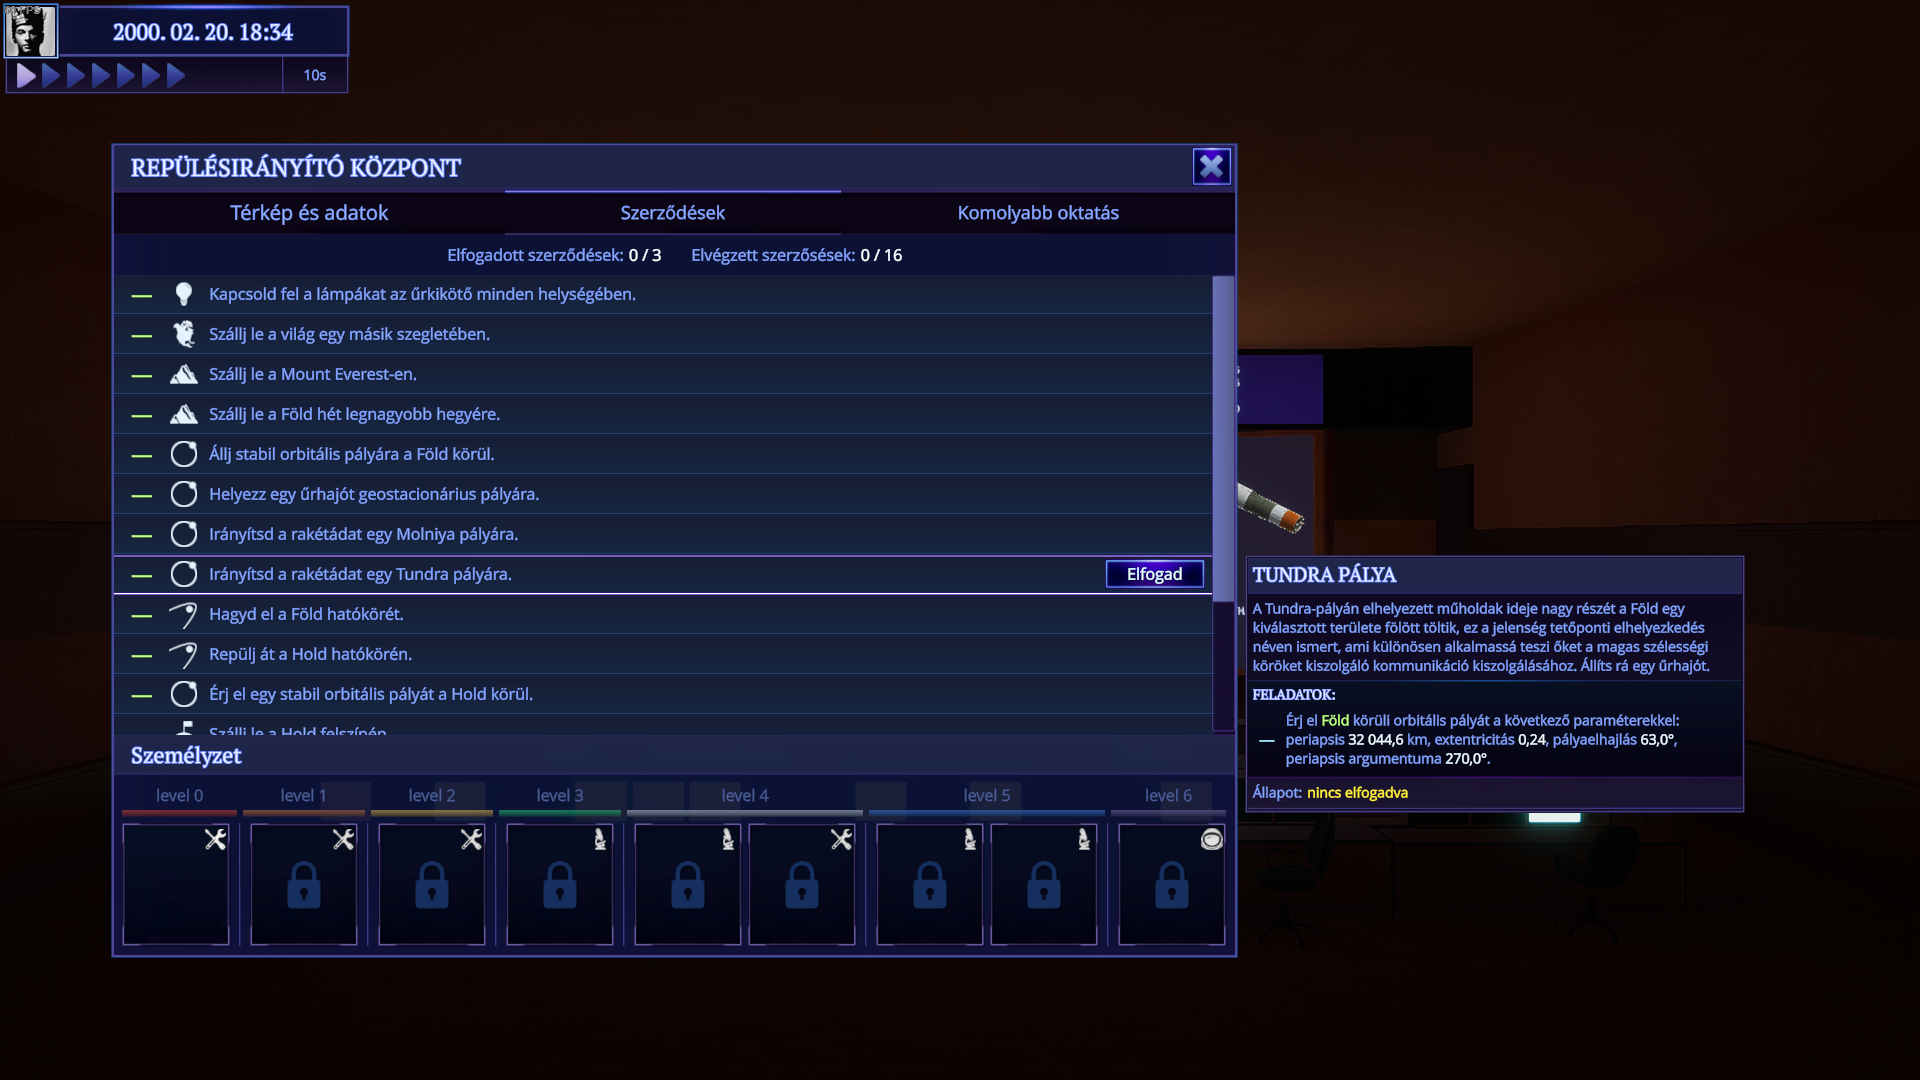 2000. 02. 20. 18:34
10s
REPÜLÉSIRÁNYÍTÓ KÖZPONT
Térkép és adatok
Szerződések
Komolyabb oktatás
Elfogadott szerződések: 0 / 3
Elvégzett szerzősések: 0 / 16
Kapcsold fel a lámpákat az űrkikötő minden helységében.
Szállj le a világ egy másik szegletében.
Szállj le a Mount Everest-en.
Szállj le a Föld hét legnagyobb hegyére.
Állj stabil orbitális pályára a Föld körül.
Helyezz egy űrhajót geostacionárius pályára.
Irányítsd a rakétádat egy Molniya pályára.
Irányítsd a rakétádat egy Tundra pályára.
Elfogad
Hagyd el a Föld hatókörét.
Repülj át a Hold hatókörén.
Érj el egy stabil orbitális pályát a Hold körül.
Szállj le a Hold felszínén.
TUNDRA PÁLYA
A Tundra-pályán elhelyezett műholdak ideje nagy részét a Föld egy
kiválasztott területe fölött töltik, ez a jelenség tetőponti elhelyezkedés
néven ismert, ami különösen alkalmassá teszi őket a magas szélességi
köröket kiszolgáló kommunikáció kiszolgálásához. Állíts rá egy űrhajót.
FELADATOK:
Érj el Föld körüli orbitális pályát a következő paraméterekkel:
periapsis 32 044,6 km, extentricitás 0,24, pályaelhajlás 63,0°,
periapsis argumentuma 270,0°.
Állapot: nincs elfogadva
Személyzet
level 0
level 1
level 2
level 3
level 4
level 5
level 6